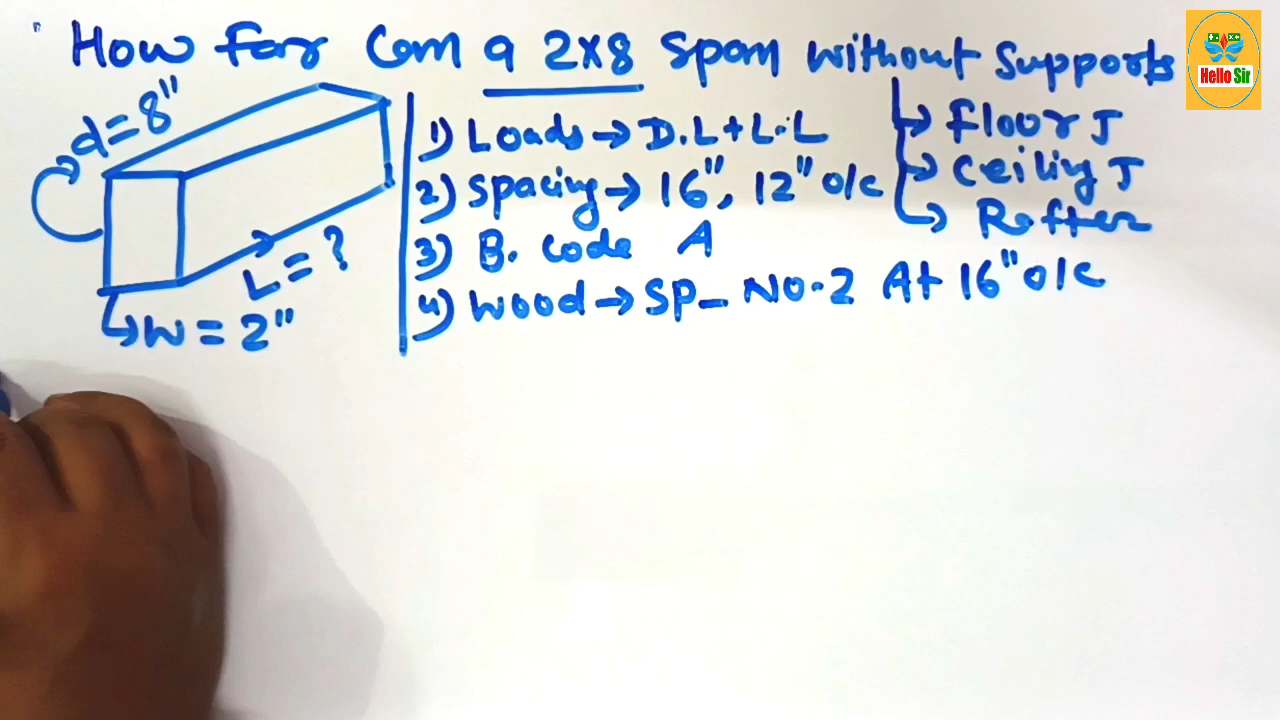 How far can a 2x8 span without supports
Hello Sir
d=8"
L=?
W=2"
1) Loads→D.L+L.L
2) Spacing→16", 12" o/c
3) B. code A
4) Wood→SP_ NO.2 At 16" o/c
→ Floor J
→ Ceiling J
→ Rafter